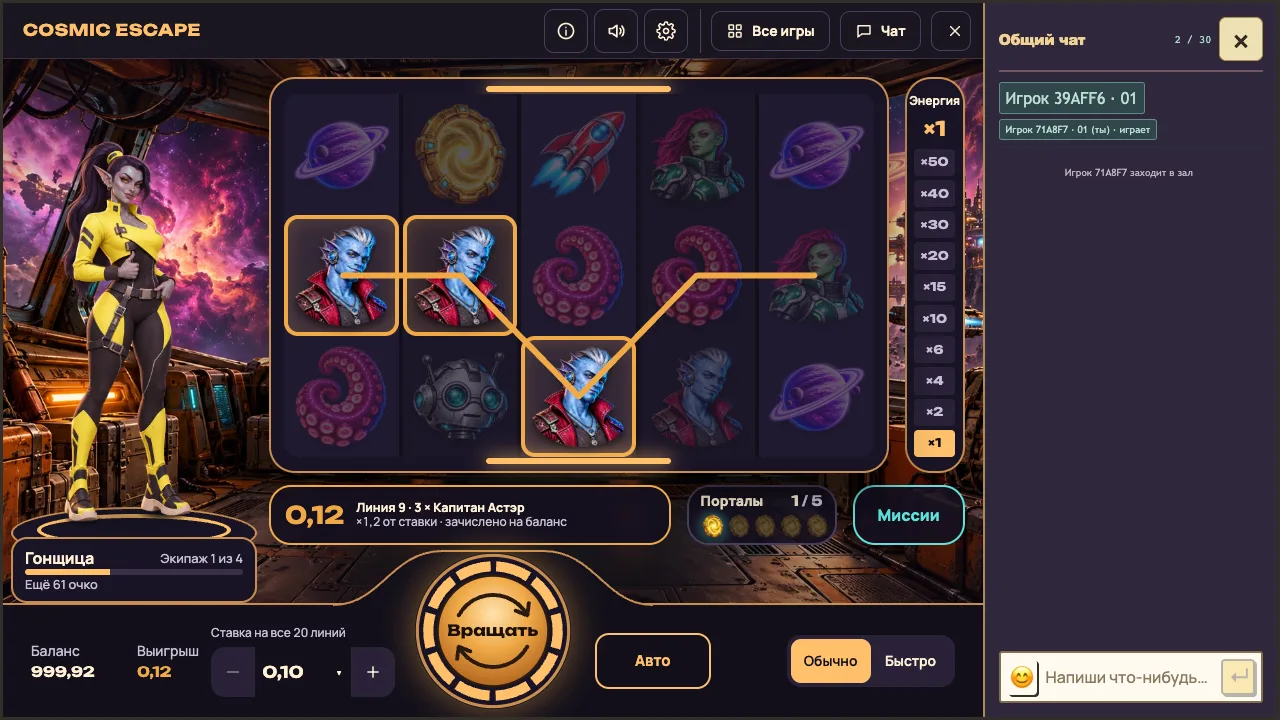 COSMIC ESCAPE
Все игры
Чат
Общий чат
2 / 30
Игрок 39AFF6 · 01
Игрок 71A8F7 · 01 (ты) · играет
Игрок 71A8F7 заходит в зал
Энергия
×1
×50
×40
×30
×20
×15
×10
×6
×4
×2
×1
0,12
Линия 9 · 3 × Капитан Астэр
×1,2 от ставки · зачислено на баланс
Порталы 1 / 5
Миссии
Гонщица
Экипаж 1 из 4
Ещё 61 очко
Баланс
999,92
Выигрыш
0,12
Ставка на все 20 линий
− 0,10 +
Вращать
Авто
Обычно
Быстро
Напиши что-нибудь...